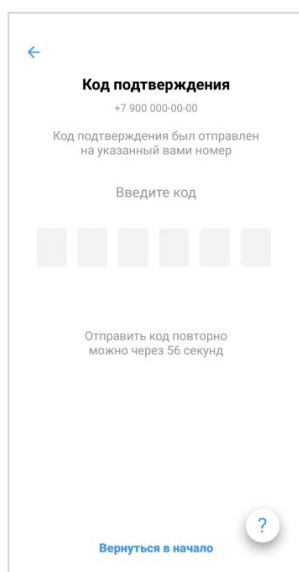 Код подтверждения
+7 900 000-00-00
Код подтверждения был отправлен
на указанный вами номер
Введите код
Отправить код повторно
можно через 56 секунд
?
Вернуться в начало